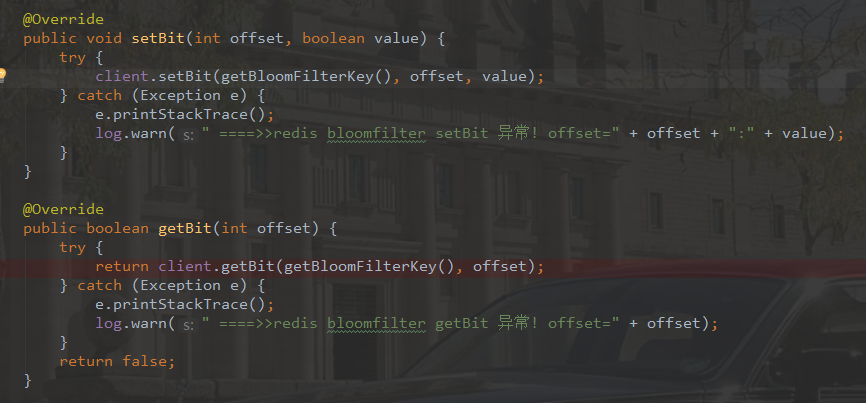 @Override
public void setBit(int offset, boolean value) {
try {
client.setBit(getBloomFilterKey(), offset, value);
} catch (Exception e) {
e.printStackTrace();
log.warn( s: " ====>>redis bloomfilter setBit 异常! offset=" + offset + ":" + value);
}
}
@Override
public boolean getBit(int offset) {
try {
return client.getBit(getBloomFilterKey(), offset);
} catch (Exception e) {
e.printStackTrace();
log.warn( s: " ====>>redis bloomfilter getBit 异常! offset=" + offset);
}
return false;
}